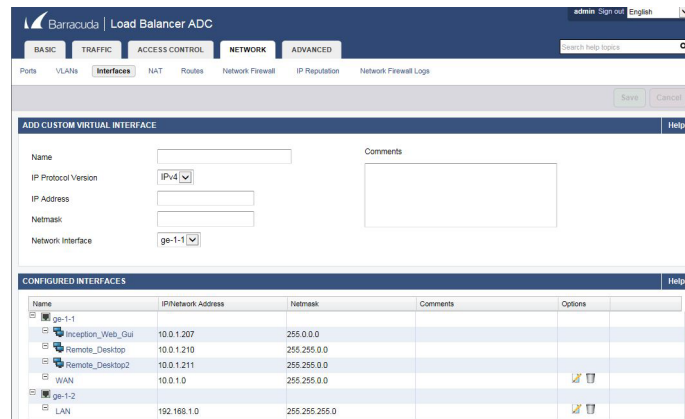 admin Sign out English
Barracuda | Load Balancer ADC
BASIC TRAFFIC ACCESS CONTROL NETWORK ADVANCED
Search help topics
Ports VLANs Interfaces NAT Routes Network Firewall IP Reputation Network Firewall Logs
Save Cancel
ADD CUSTOM VIRTUAL INTERFACE Help
Name
Comments
IP Protocol Version IPv4
IP Address
Netmask
Network Interface ge-1-1
CONFIGURED INTERFACES Help
Name IP/Network Address Netmask Comments Options
ge-1-1
Inception_Web_Gui 10.0.1.207 255.0.0.0
Remote_Desktop 10.0.1.210 255.255.0.0
Remote_Desktop2 10.0.1.211 255.255.0.0
WAN 10.0.1.0 255.255.0.0
ge-1-2
LAN 192.168.1.0 255.255.255.0